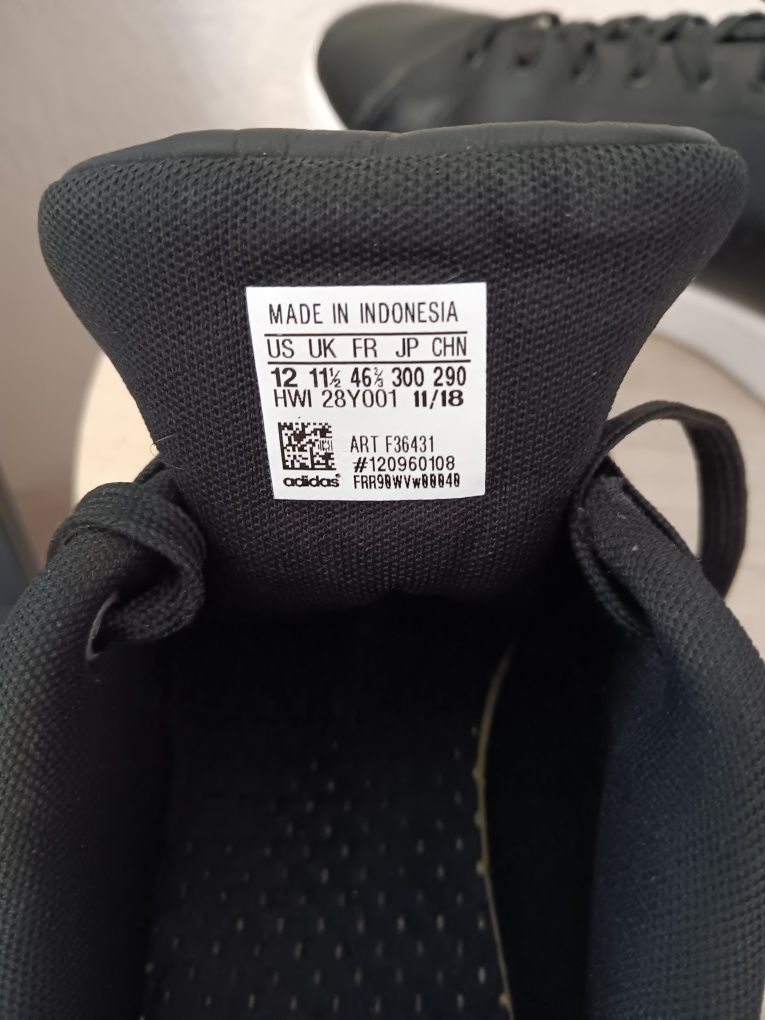 MADE IN INDONESIA
US UK FR JP CHN
12 11½ 46⅔ 300 290
HWI 28Y001 11/18
ART F36431
#120960108
adidas FRR90WVw00040